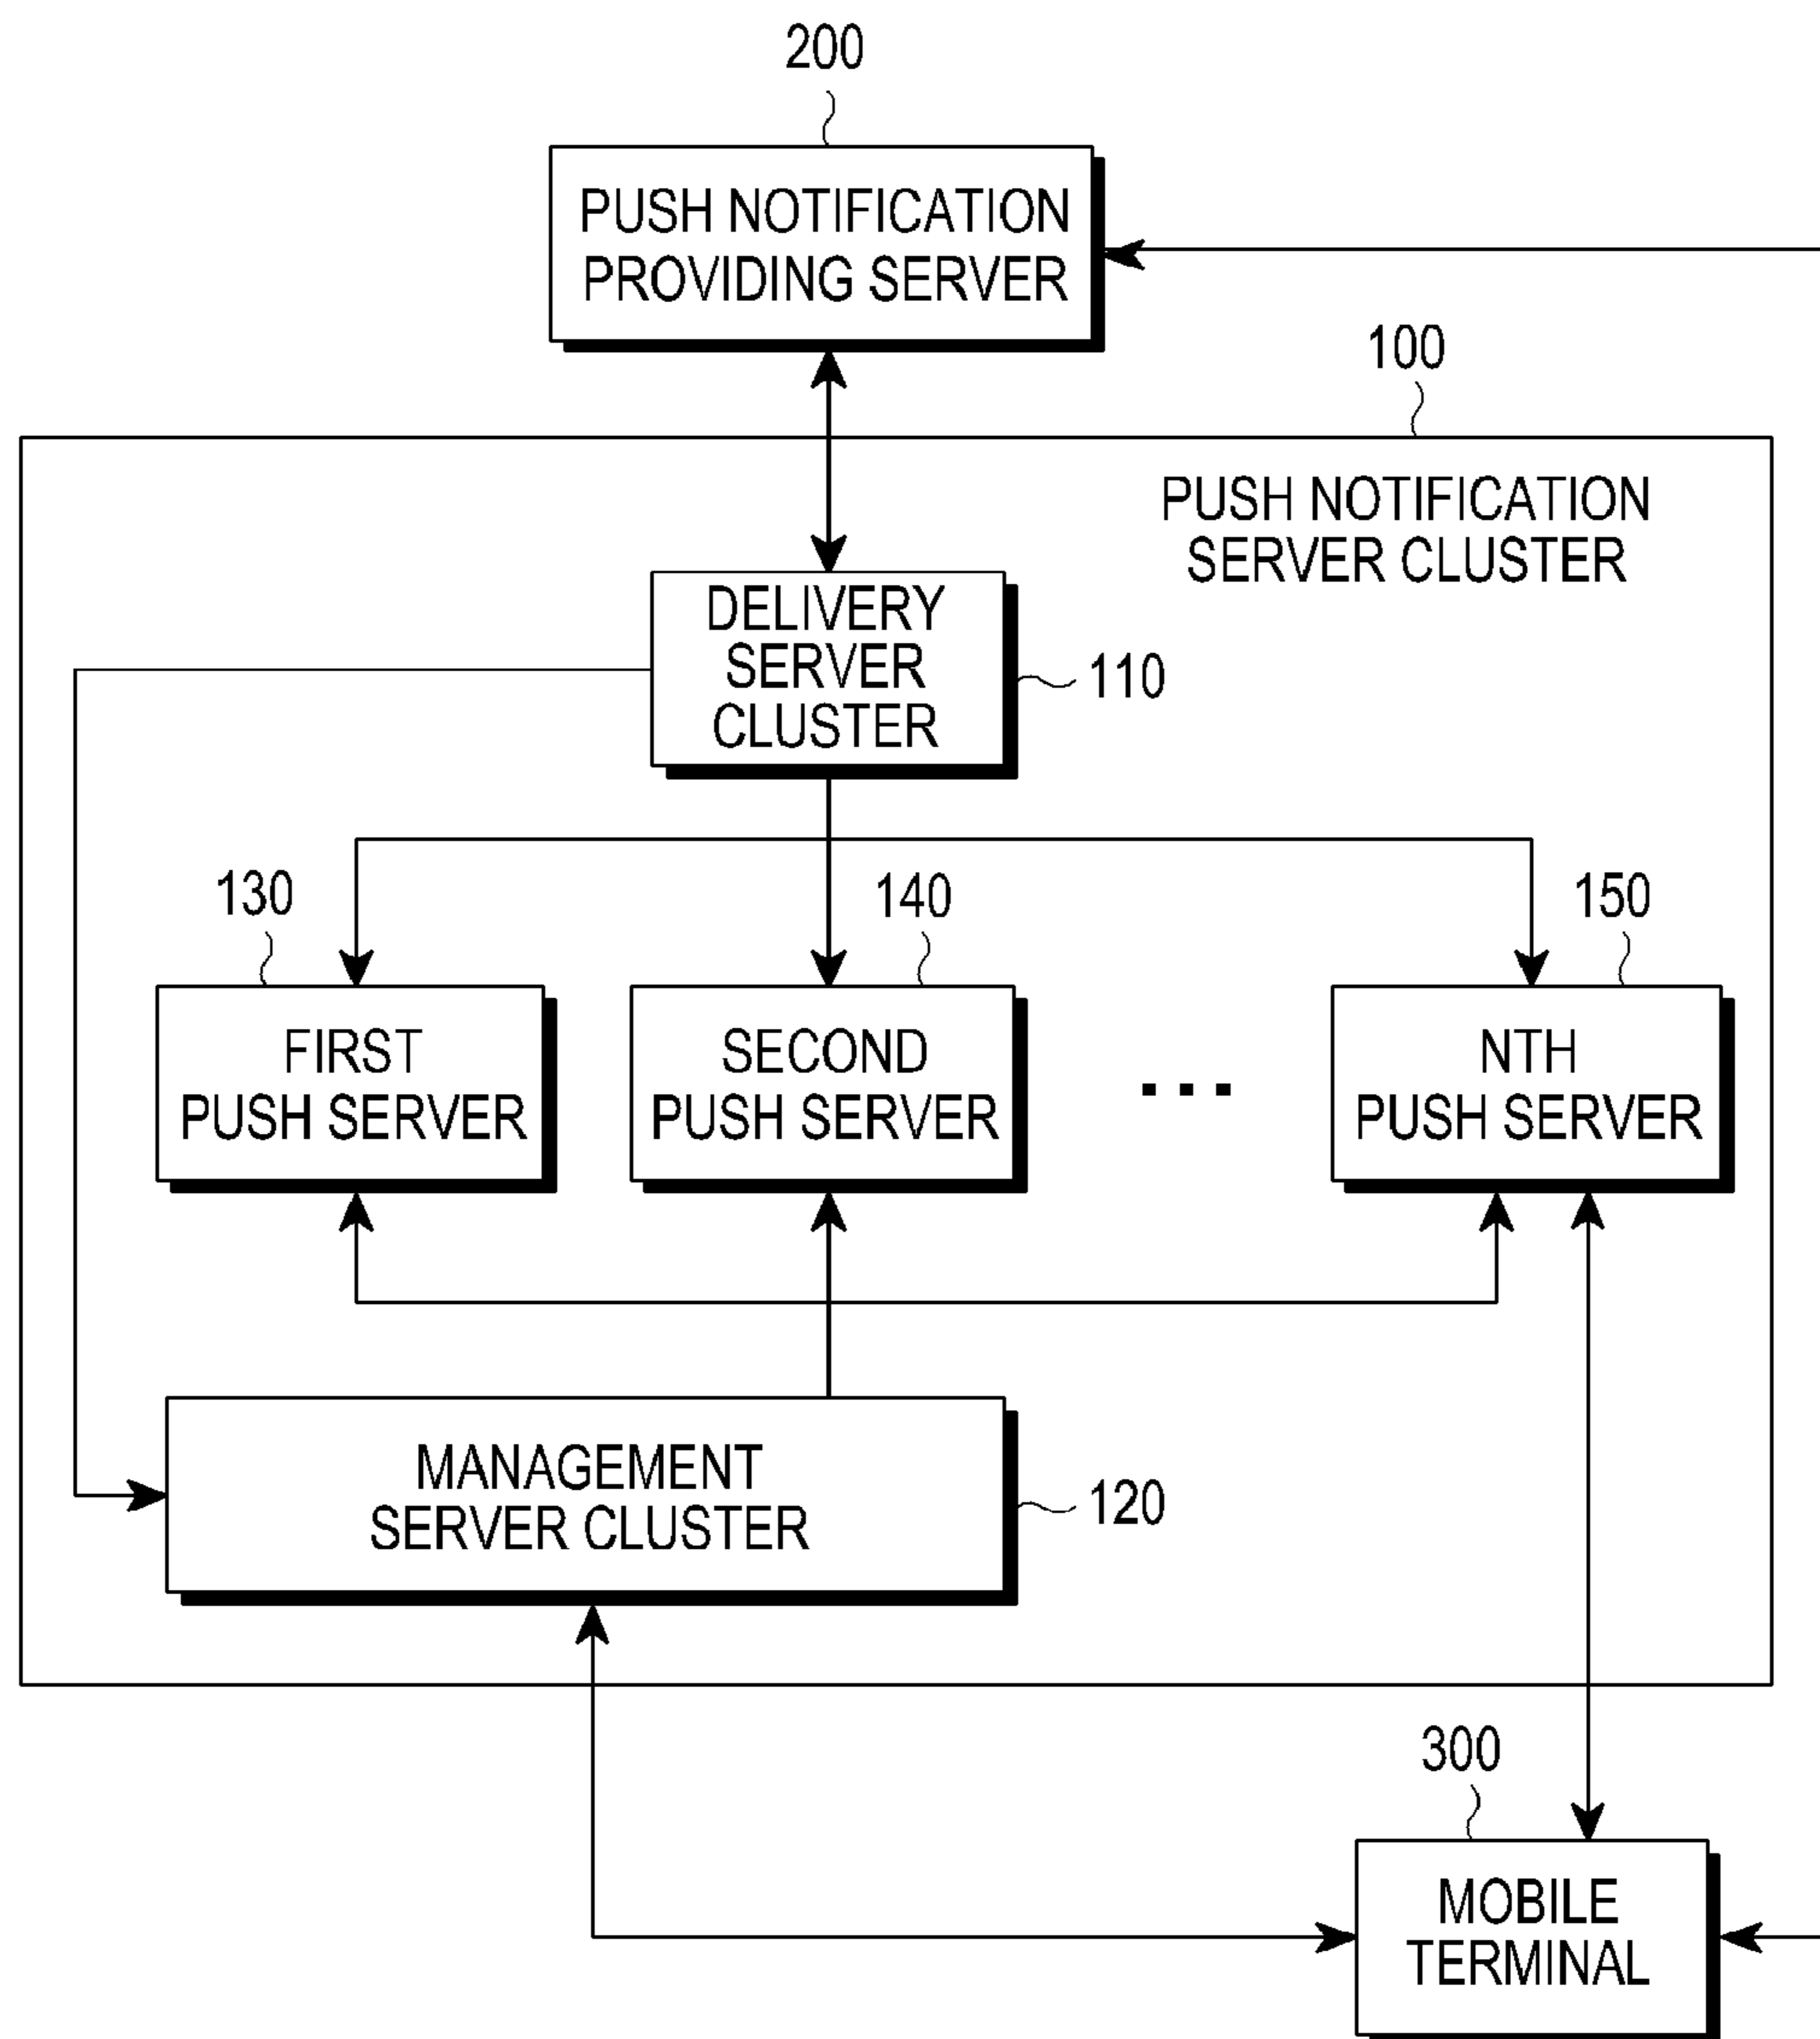 200
PUSH NOTIFICATION
PROVIDING SERVER
100
PUSH NOTIFICATION
SERVER CLUSTER
DELIVERY
SERVER
CLUSTER
110
130
140
150
FIRST
PUSH SERVER
SECOND
PUSH SERVER
...
NTH
PUSH SERVER
MANAGEMENT
SERVER CLUSTER
120
300
MOBILE
TERMINAL